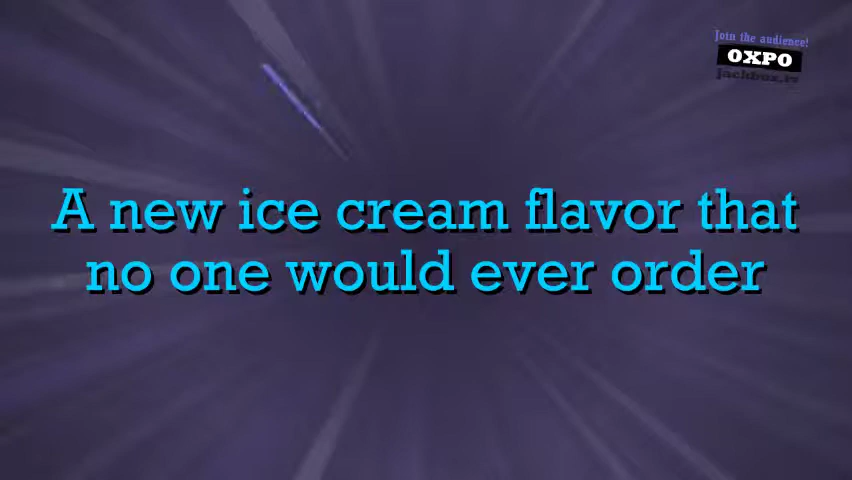 Join the audience!
OXPO
jackbox.tv
A new ice cream flavor that
no one would ever order